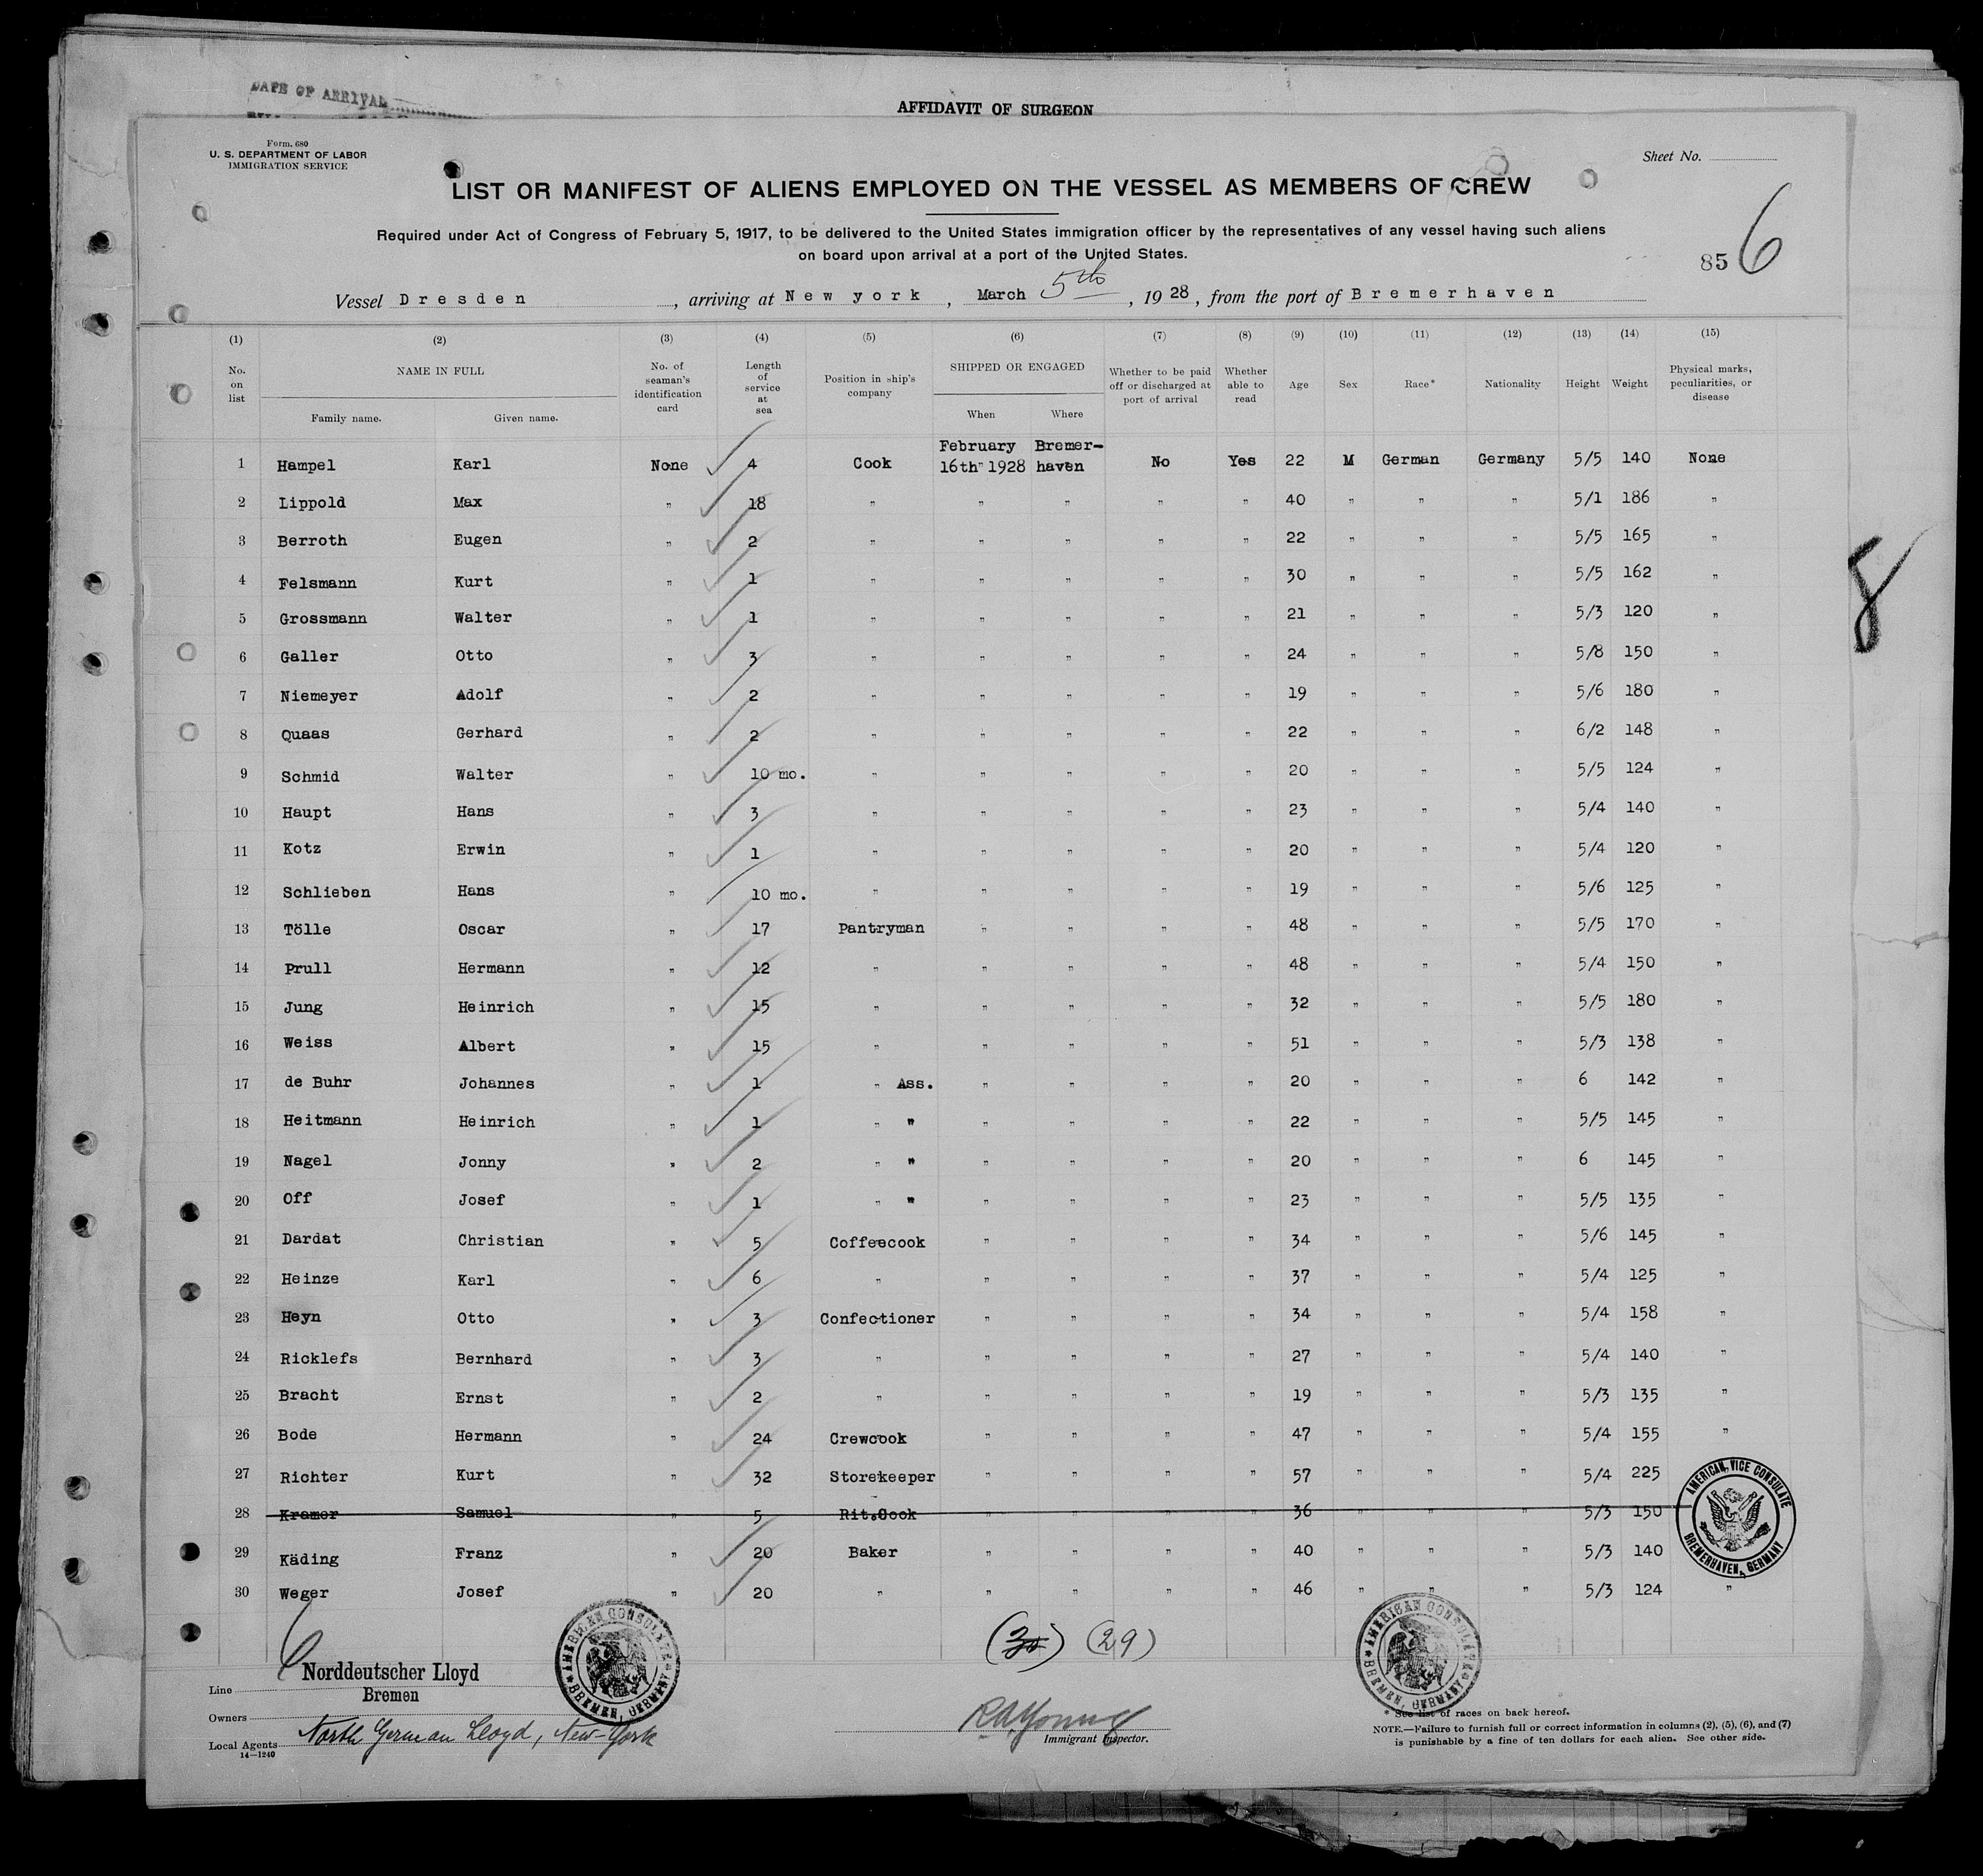 DATE OF ARRIVAL
AFFIDAVIT OF SURGEON
Form. 680
U. S. DEPARTMENT OF LABOR
IMMIGRATION SERVICE
Sheet No.
LIST OR MANIFEST OF ALIENS EMPLOYED ON THE VESSEL AS MEMBERS OF CREW
Required under Act of Congress of February 5, 1917, to be delivered to the United States immigration officer by the representatives of any vessel having such aliens
on board upon arrival at a port of the United States.
85 6
Vessel Dresden, arriving at New york, March 5th, 1928, from the port of Bremerhaven
(1) (2) (3) (4) (5) (6) (7) (8) (9) (10) (11) (12) (13) (14) (15)
No. on list NAME IN FULL Family name. Given name. No. of seaman's identification card Length of service at sea Position in ship's company SHIPPED OR ENGAGED When Where Whether to be paid off or discharged at port of arrival Whether able to read Age Sex Race* Nationality Height Weight Physical marks, peculiarities, or disease
1 Hampel Karl None 4 Cook February 16th 1928 Bremerhaven No Yes 22 M German Germany 5/5 140 None
2 Lippold Max " 18 " " " " " 40 " " " 5/1 186 "
3 Berroth Eugen " 2 " " " " " 22 " " " 5/5 165 "
4 Felsmann Kurt " 1 " " " " " 30 " " " 5/5 162 "
5 Grossmann Walter " 1 " " " " " 21 " " " 5/3 120 "
6 Galler Otto " 3 " " " " " 24 " " " 5/8 150 "
7 Niemeyer Adolf " 2 " " " " " 19 " " " 5/6 180 "
8 Quaas Gerhard " 2 " " " " " 22 " " " 6/2 148 "
9 Schmid Walter " 10 mo. " " " " " 20 " " " 5/5 124 "
10 Haupt Hans " 3 " " " " " 23 " " " 5/4 140 "
11 Kotz Erwin " 1 " " " " " 20 " " " 5/4 120 "
12 Schlieben Hans " 10 mo. " " " " " 19 " " " 5/6 125 "
13 Tölle Oscar " 17 Pantryman " " " " 48 " " " 5/5 170 "
14 Prull Hermann " 12 " " " " " 48 " " " 5/4 150 "
15 Jung Heinrich " 15 " " " " " 32 " " " 5/5 180 "
16 Weiss Albert " 15 " " " " " 51 " " " 5/3 138 "
17 de Buhr Johannes " 1 " Ass. " " " " 20 " " " 6 142 "
18 Heitmann Heinrich " 1 " " " " " " 22 " " " 5/5 145 "
19 Nagel Jonny " 2 " " " " " " 20 " " " 6 145 "
20 Off Josef " 1 " " " " " " 23 " " " 5/5 135 "
21 Dardat Christian " 5 Coffeecook " " " " 34 " " " 5/6 145 "
22 Heinze Karl " 6 " " " " " 37 " " " 5/4 125 "
23 Heyn Otto " 3 Confectioner " " " " 34 " " " 5/4 158 "
24 Ricklefs Bernhard " 3 " " " " " 27 " " " 5/4 140 "
25 Bracht Ernst " 2 " " " " " 19 " " " 5/3 135 "
26 Bode Hermann " 24 Crewcook " " " " 47 " " " 5/4 155 "
27 Richter Kurt " 32 Storekeeper " " " " 57 " " " 5/4 225
28 Kramer Samuel " 5 Rit.Cook " " " " 36 " " " 5/3 150
29 Käding Franz " 20 Baker " " " " 40 " " " 5/3 140
30 Weger Josef " 20 " " " " " 46 " " " 5/3 124 "
8
AMERICAN VICE CONSULATE BREMERHAVEN, GERMANY
AMERICAN CONSULATE BREMEN, GERMANY
AMERICAN CONSULATE BREMEN, GERMANY
(30) (29)
Line Norddeutscher Lloyd
Bremen
Owners
Local Agents North German Lloyd, New-York
14—1240
R A Young
Immigrant Inspector.
* See list of races on back hereof.
NOTE.—Failure to furnish full or correct information in columns (2), (5), (6), and (7)
is punishable by a fine of ten dollars for each alien. See other side.